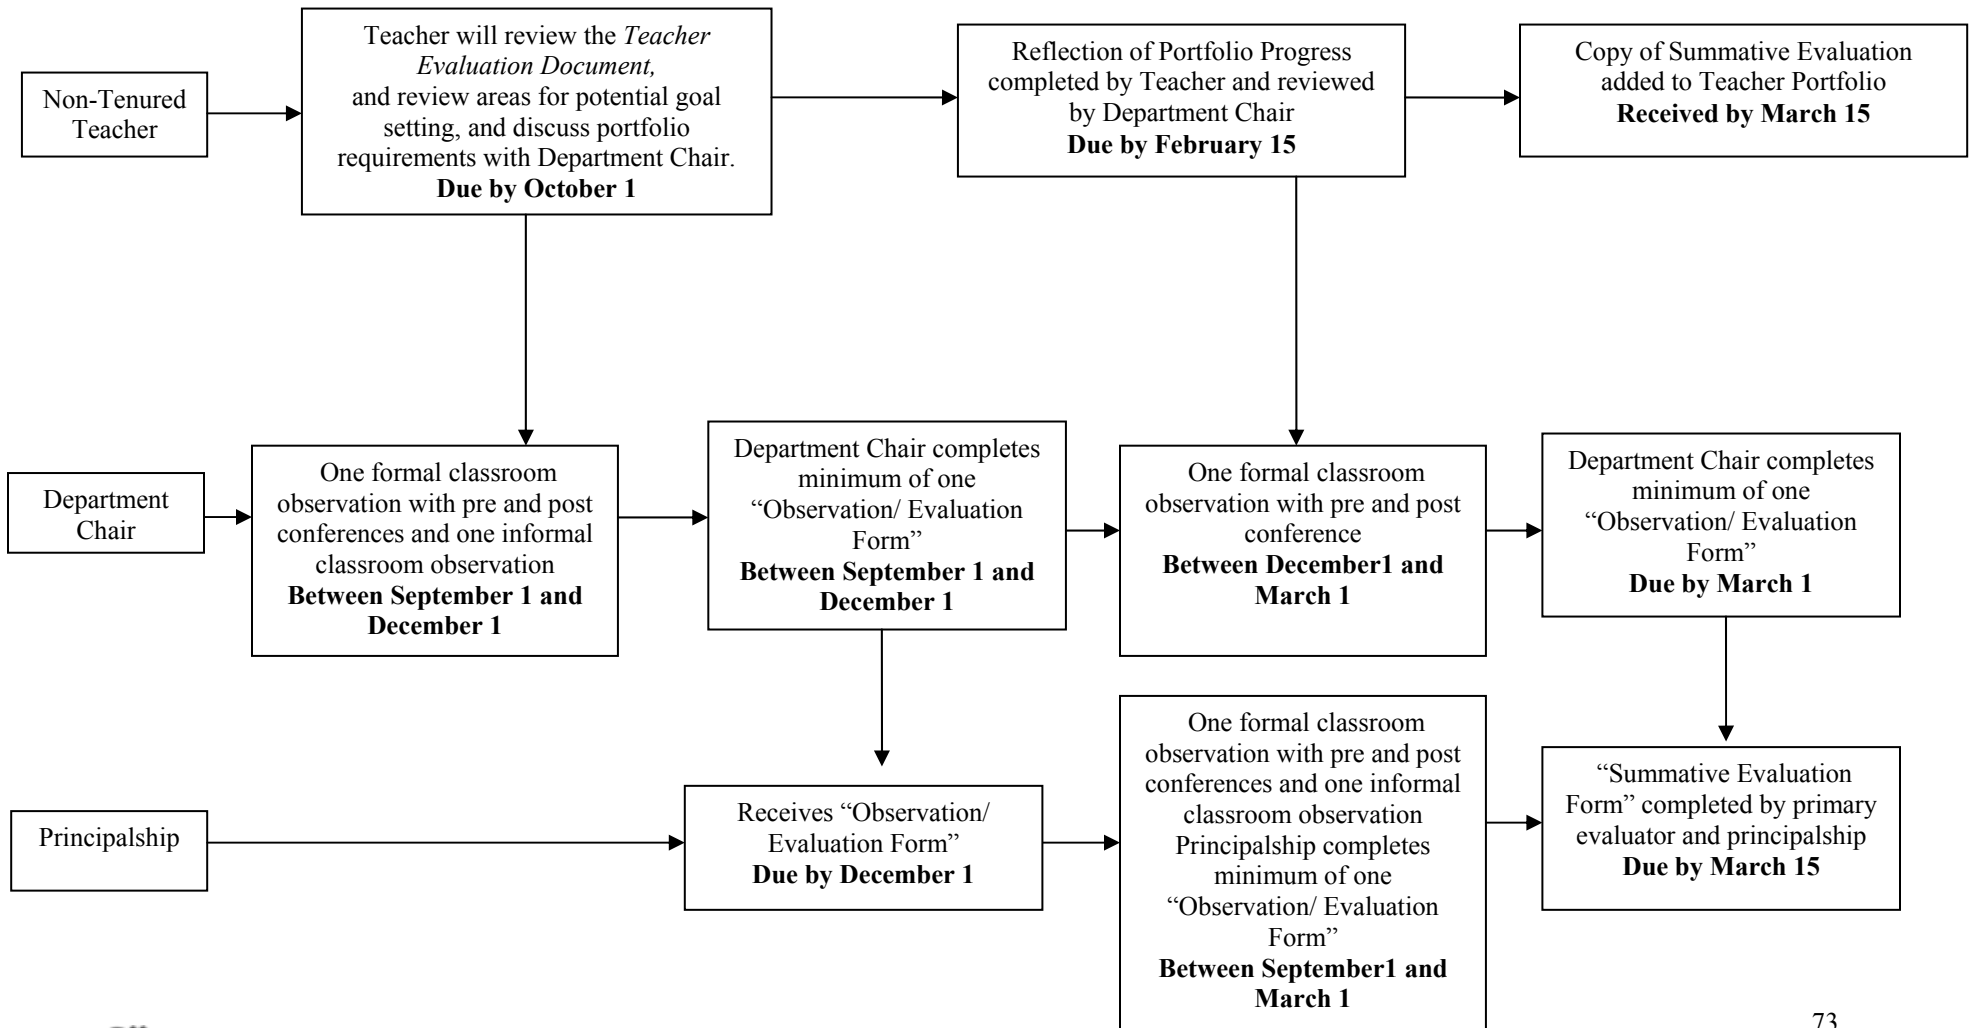 Non-Tenured
Teacher
Teacher will review the Teacher
Evaluation Document,
and review areas for potential goal
setting, and discuss portfolio
requirements with Department Chair.
Due by October 1
Reflection of Portfolio Progress
completed by Teacher and reviewed
by Department Chair
Due by February 15
Copy of Summative Evaluation
added to Teacher Portfolio
Received by March 15
Department
Chair
One formal classroom
observation with pre and post
conferences and one informal
classroom observation
Between September 1 and
December 1
Department Chair completes
minimum of one
“Observation/ Evaluation
Form”
Between September 1 and
December 1
One formal classroom
observation with pre and post
conference
Between December1 and
March 1
Department Chair completes
minimum of one
“Observation/ Evaluation
Form”
Due by March 1
Principalship
Receives “Observation/
Evaluation Form”
Due by December 1
One formal classroom
observation with pre and post
conferences and one informal
classroom observation
Principalship completes
minimum of one
“Observation/ Evaluation
Form”
Between September1 and
March 1
“Summative Evaluation
Form” completed by primary
evaluator and principalship
Due by March 15
73